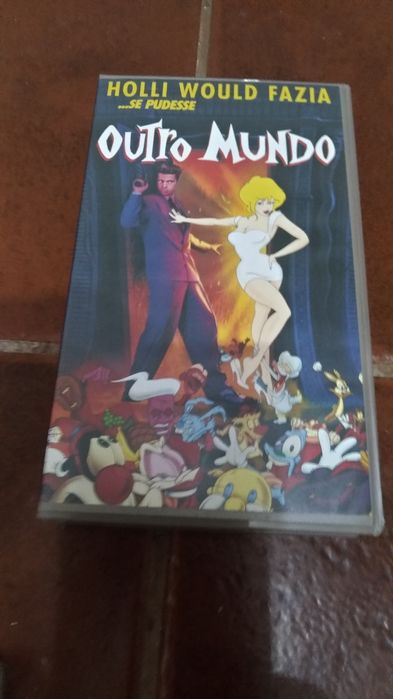 HOLLI WOULD FAZIA
...SE PUDESSE
OUTRO MUNDO